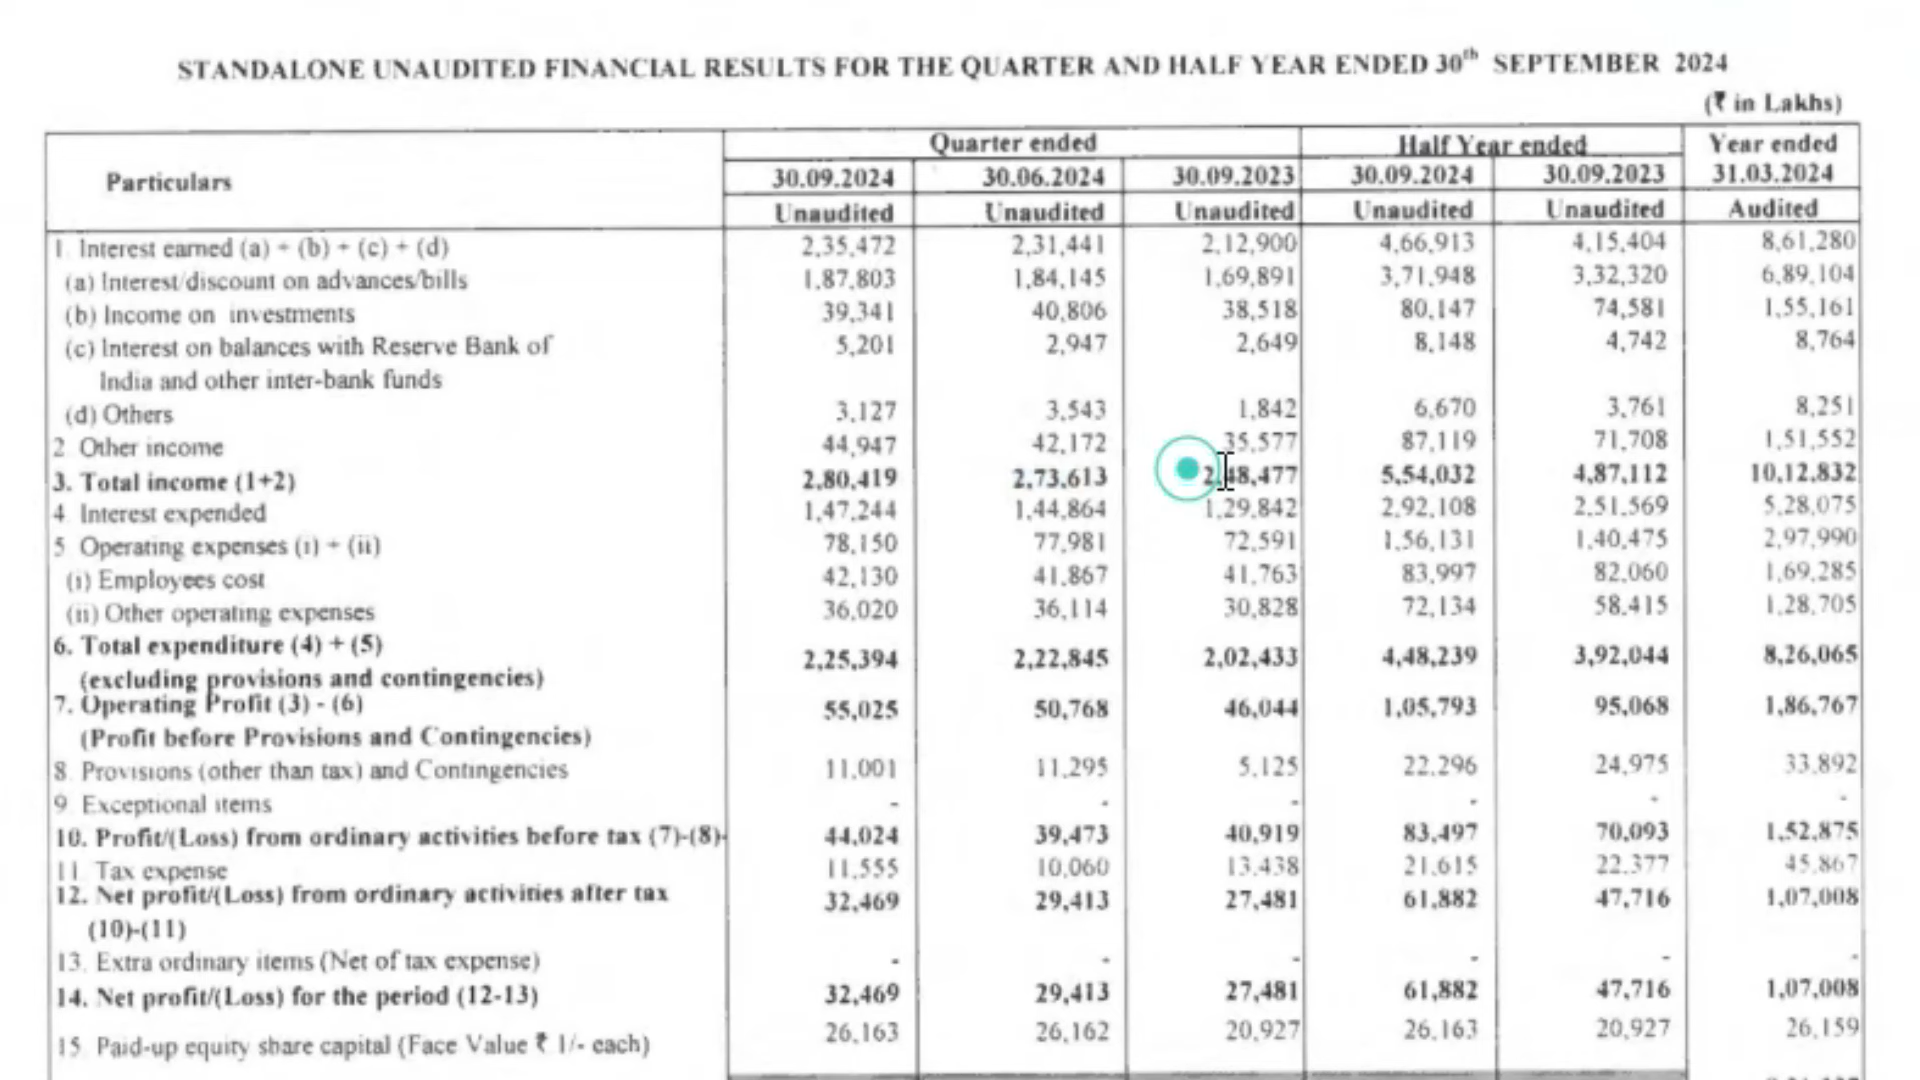 STANDALONE UNAUDITED FINANCIAL RESULTS FOR THE QUARTER AND HALF YEAR ENDED 30th SEPTEMBER 2024
(₹ in Lakhs)
Particulars Quarter ended Half Year ended Year ended
30.09.2024 30.06.2024 30.09.2023 30.09.2024 30.09.2023 31.03.2024
Unaudited Unaudited Unaudited Unaudited Unaudited Audited
1. Interest earned (a) + (b) + (c) + (d) 2,35,472 2,31,441 2,12,900 4,66,913 4,15,404 8,61,280
(a) Interest/discount on advances/bills 1,87,803 1,84,145 1,69,891 3,71,948 3,32,320 6,89,104
(b) Income on investments 39,341 40,806 38,518 80,147 74,581 1,55,161
(c) Interest on balances with Reserve Bank of 5,201 2,947 2,649 8,148 4,742 8,764
India and other inter-bank funds
(d) Others 3,127 3,543 1,842 6,670 3,761 8,251
2 Other income 44,947 42,172 35,577 87,119 71,708 1,51,552
3. Total income (1+2) 2,80,419 2,73,613 2,48,477 5,54,032 4,87,112 10,12,832
4 Interest expended 1,47,244 1,44,864 1,29,842 2,92,108 2,51,569 5,28,075
5 Operating expenses (i) + (ii) 78,150 77,981 72,591 1,56,131 1,40,475 2,97,990
(i) Employees cost 42,130 41,867 41,763 83,997 82,060 1,69,285
(ii) Other operating expenses 36,020 36,114 30,828 72,134 58,415 1,28,705
6. Total expenditure (4) + (5)
(excluding provisions and contingencies) 2,25,394 2,22,845 2,02,433 4,48,239 3,92,044 8,26,065
7. Operating Profit (3) - (6) 55,025 50,768 46,044 1,05,793 95,068 1,86,767
(Profit before Provisions and Contingencies)
8. Provisions (other than tax) and Contingencies 11,001 11,295 5,125 22,296 24,975 33,892
9. Exceptional items - - - - - -
10. Profit/(Loss) from ordinary activities before tax (7)-(8)- 44,024 39,473 40,919 83,497 70,093 1,52,875
11. Tax expense 11,555 10,060 13,438 21,615 22,377 45,867
12. Net profit/(Loss) from ordinary activities after tax 32,469 29,413 27,481 61,882 47,716 1,07,008
(10)-(11)
13. Extra ordinary items (Net of tax expense) - - - - - -
14. Net profit/(Loss) for the period (12-13) 32,469 29,413 27,481 61,882 47,716 1,07,008
15. Paid-up equity share capital (Face Value ₹ 1/- each) 26,163 26,162 20,927 26,163 20,927 26,159